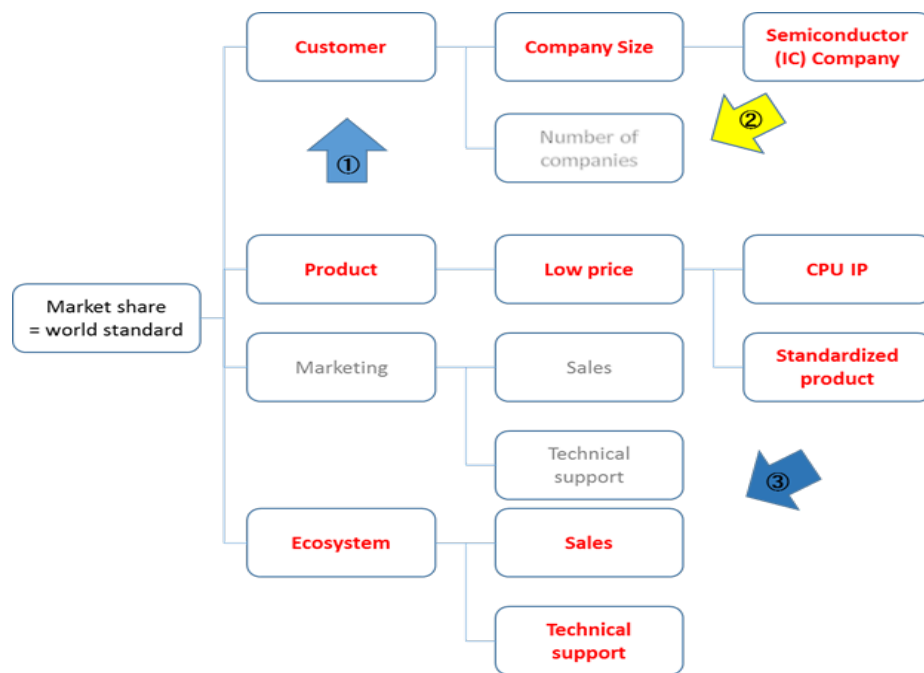 Customer
Company Size
Semiconductor
(IC) Company
②
Number of
companies
①
Product
Low price
CPU IP
Market share
= world standard
Marketing
Sales
Standardized
product
Technical
support
③
Ecosystem
Sales
Technical
support